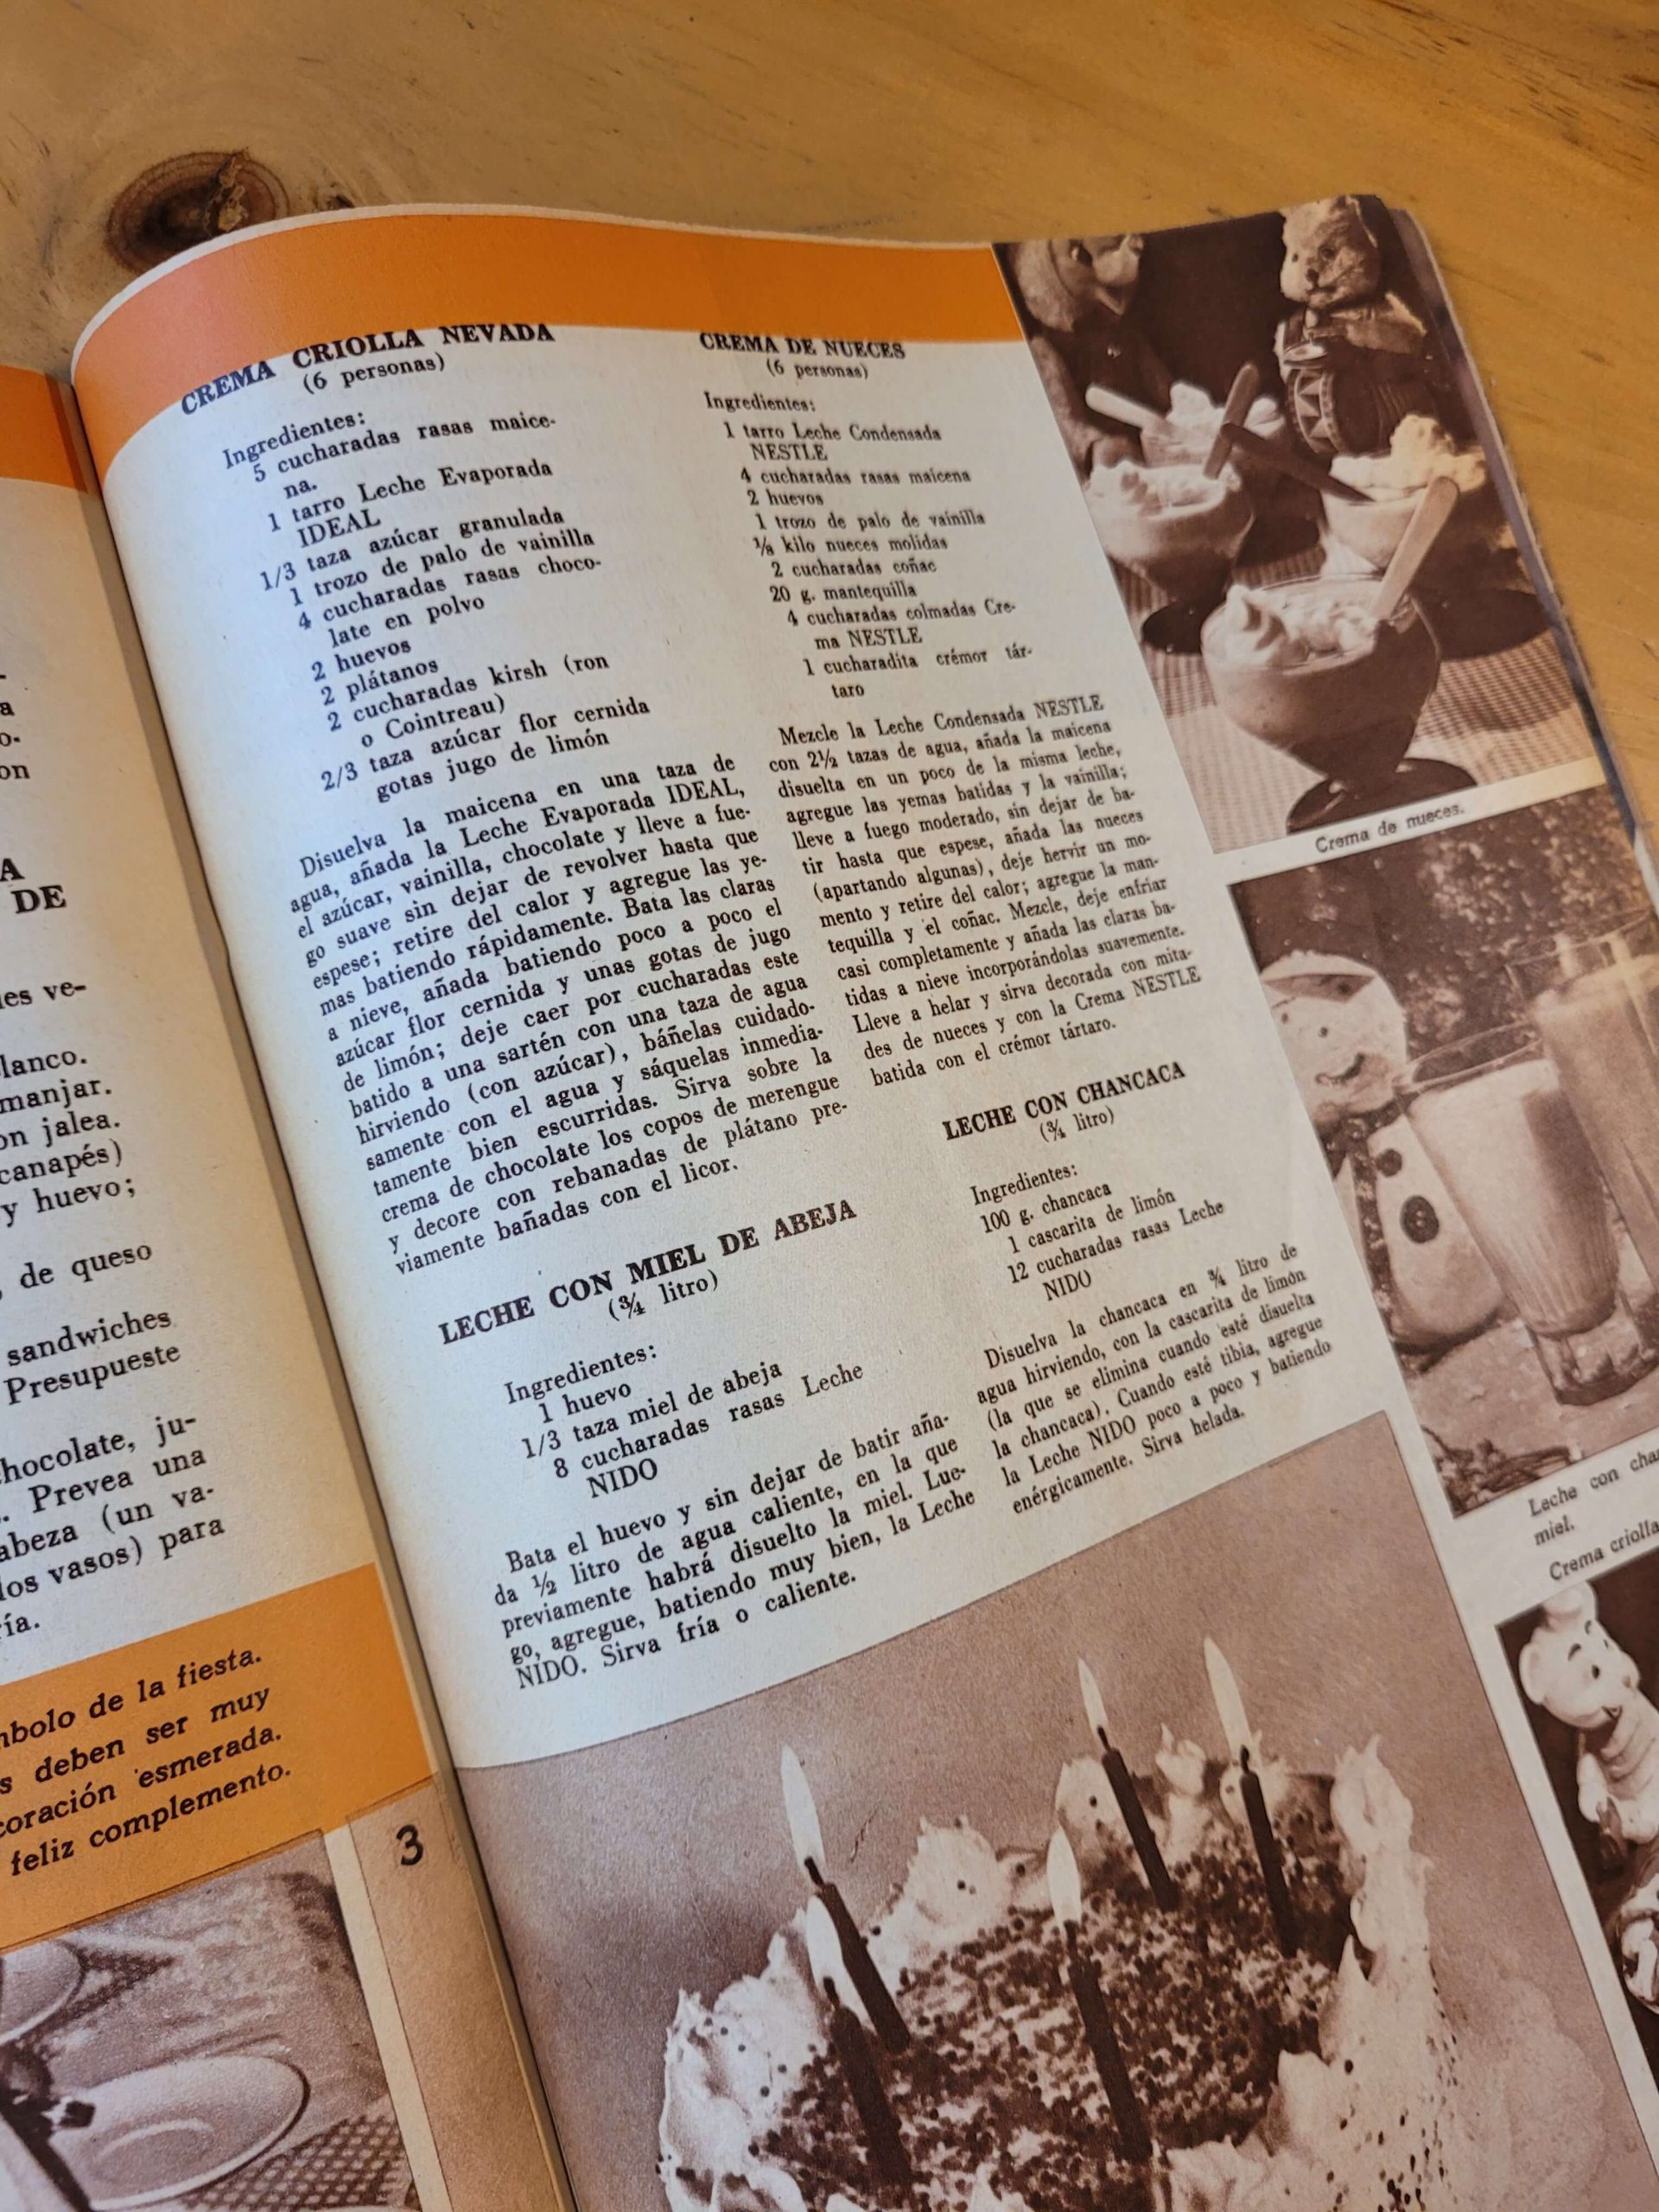 a
o-
on
A
DE
les ve-
lanco.
manjar.
on jalea.
canapés)
y huevo;
de queso
sandwiches
Presupueste
hocolate, ju-
Prevea una
abeza (un va-
los vasos) para
ría.
mbolo de la fiesta.
s deben ser muy
coración esmerada.
feliz complemento.
3
CREMA CRIOLLA NEVADA
(6 personas)
Ingredientes:
5 cucharadas rasas maice-
na.
1 tarro Leche Evaporada
IDEAL
1/3 taza azúcar granulada
1 trozo de palo de vainilla
4 cucharadas rasas choco-
late en polvo
2 huevos
2 plátanos
2 cucharadas kirsh (ron
o Cointreau)
2/3 taza azúcar flor cernida
gotas jugo de limón
Disuelva la maicena en una taza de
agua, añada la Leche Evaporada IDEAL,
el azúcar, vainilla, chocolate y lleve a fue-
go suave sin dejar de revolver hasta que
espese; retire del calor y agregue las ye-
mas batiendo rápidamente. Bata las claras
a nieve, añada batiendo poco a poco el
azúcar flor cernida y unas gotas de jugo
de limón; deje caer por cucharadas este
batido a una sartén con una taza de agua
hirviendo (con azúcar), báñelas cuidado-
samente con el agua y sáquelas inmedia-
tamente bien escurridas. Sirva sobre la
crema de chocolate los copos de merengue
y decore con rebanadas de plátano pre-
viamente bañadas con el licor.
LECHE CON MIEL DE ABEJA
(¾ litro)
Ingredientes:
1 huevo
1/3 taza miel de abeja
8 cucharadas rasas Leche
NIDO
Bata el huevo y sin dejar de batir aña-
da ½ litro de agua caliente, en la que
previamente habrá disuelto la miel. Lue-
go, agregue, batiendo muy bien, la Leche
NIDO. Sirva fría o caliente.
CREMA DE NUECES
(6 personas)
Ingredientes:
1 tarro Leche Condensada
NESTLE
4 cucharadas rasas maicena
2 huevos
1 trozo de palo de vainilla
⅛ kilo nueces molidas
2 cucharadas coñac
20 g. mantequilla
4 cucharadas colmadas Cre-
ma NESTLE
1 cucharadita crémor tár-
taro
Mezcle la Leche Condensada NESTLE
con 2½ tazas de agua, añada la maicena
disuelta en un poco de la misma leche,
agregue las yemas batidas y la vainilla;
lleve a fuego moderado, sin dejar de ba-
tir hasta que espese, añada las nueces
(apartando algunas), deje hervir un mo-
mento y retire del calor; agregue la man-
tequilla y el coñac. Mezcle, deje enfriar
casi completamente y añada las claras ba-
tidas a nieve incorporándolas suavemente.
Lleve a helar y sirva decorada con mita-
des de nueces y con la Crema NESTLE
batida con el crémor tártaro.
LECHE CON CHANCACA
(¾ litro)
Ingredientes:
100 g. chancaca
1 cascarita de limón
12 cucharadas rasas Leche
NIDO
Disuelva la chancaca en ¾ litro de
agua hirviendo, con la cascarita de limón
(la que se elimina cuando esté disuelta
la chancaca). Cuando esté tibia, agregue
la Leche NIDO poco a poco y batiendo
enérgicamente. Sirva helada.
Crema de nueces.
Leche con cha
miel.
Crema criolla